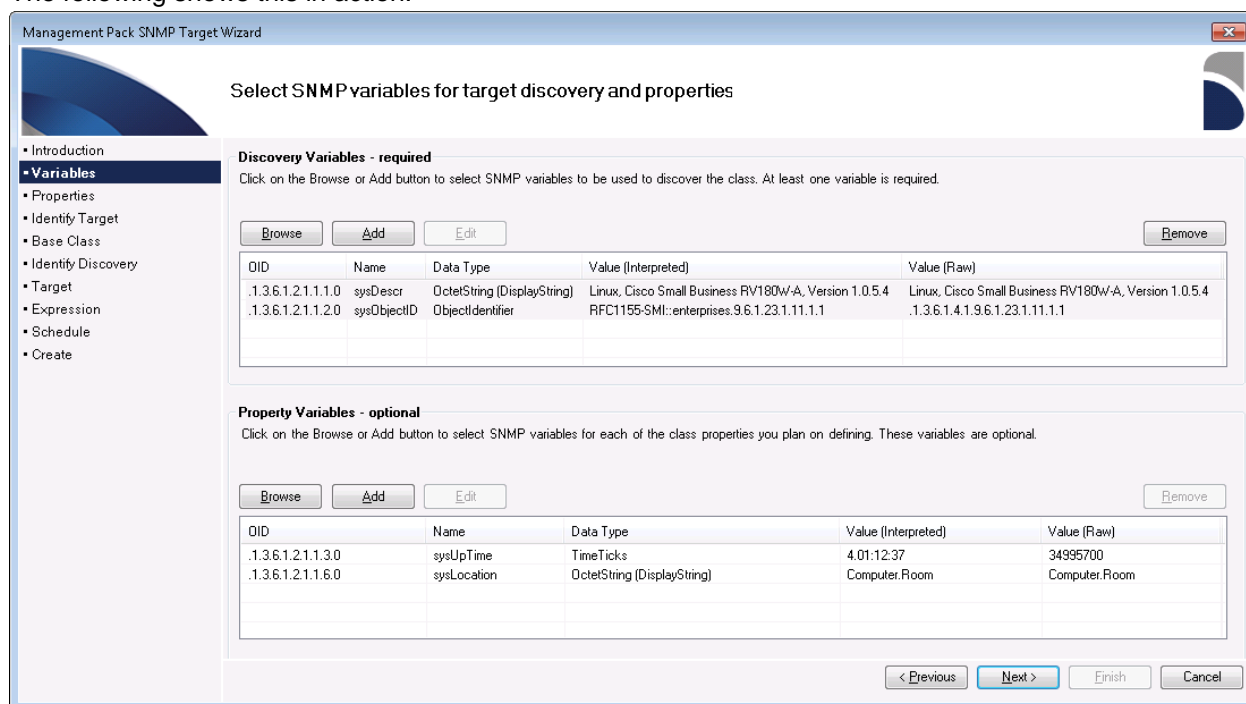 The following shows this in action:
Management Pack SNMP Target Wizard
Select SNMP variables for target discovery and properties
Introduction
Variables
Properties
Identify Target
Base Class
Identify Discovery
Target
Expression
Schedule
Create
Discovery Variables - required
Click on the Browse or Add button to select SNMP variables to be used to discover the class. At least one variable is required.
Browse Add Edit Remove
OID Name Data Type Value (Interpreted) Value (Raw)
.1.3.6.1.2.1.1.1.0 sysDescr OctetString (DisplayString) Linux, Cisco Small Business RV180W-A, Version 1.0.5.4 Linux, Cisco Small Business RV180W-A, Version 1.0.5.4
.1.3.6.1.2.1.1.2.0 sysObjectID ObjectIdentifier RFC1155-SMI::enterprises.9.6.1.23.1.11.1.1 .1.3.6.1.4.1.9.6.1.23.1.11.1.1
Property Variables - optional
Click on the Browse or Add button to select SNMP variables for each of the class properties you plan on defining. These variables are optional.
Browse Add Edit Remove
OID Name Data Type Value (Interpreted) Value (Raw)
.1.3.6.1.2.1.1.3.0 sysUpTime TimeTicks 4.01:12:37 34995700
.1.3.6.1.2.1.1.6.0 sysLocation OctetString (DisplayString) Computer.Room Computer.Room
< Previous Next > Finish Cancel